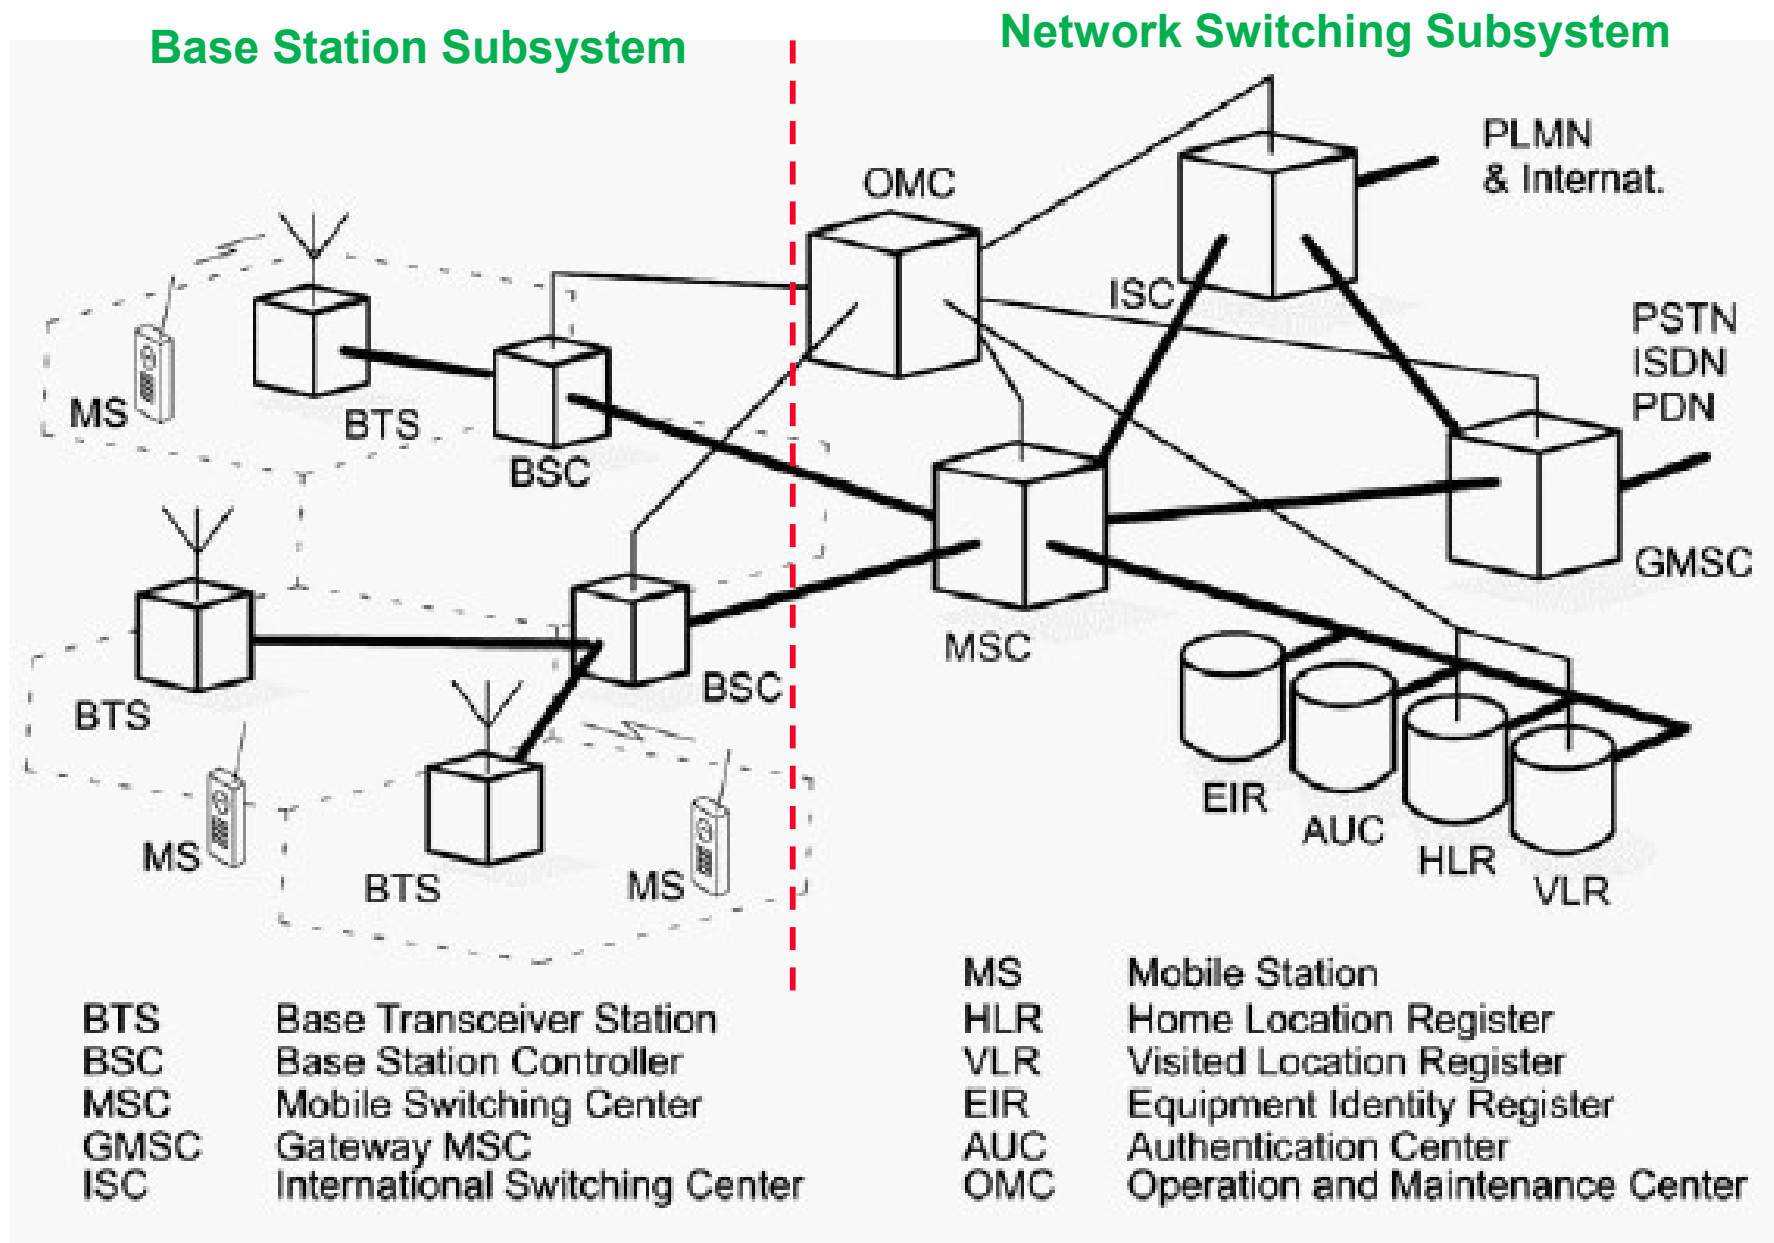 Base Station Subsystem
Network Switching Subsystem
PLMN
& Internat.
OMC
ISC
PSTN
ISDN
PDN
MS
BTS
BSC
GMSC
MSC
BTS
BSC
EIR
AUC
HLR
VLR
MS
BTS
MS
BTS Base Transceiver Station
BSC Base Station Controller
MSC Mobile Switching Center
GMSC Gateway MSC
ISC International Switching Center
MS Mobile Station
HLR Home Location Register
VLR Visited Location Register
EIR Equipment Identity Register
AUC Authentication Center
OMC Operation and Maintenance Center